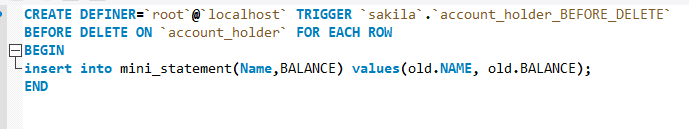 CREATE DEFINER=`root`@`localhost` TRIGGER `sakila`.`account_holder_BEFORE_DELETE`
BEFORE DELETE ON `account_holder` FOR EACH ROW
BEGIN
insert into mini_statement(Name,BALANCE) values(old.NAME, old.BALANCE);
END